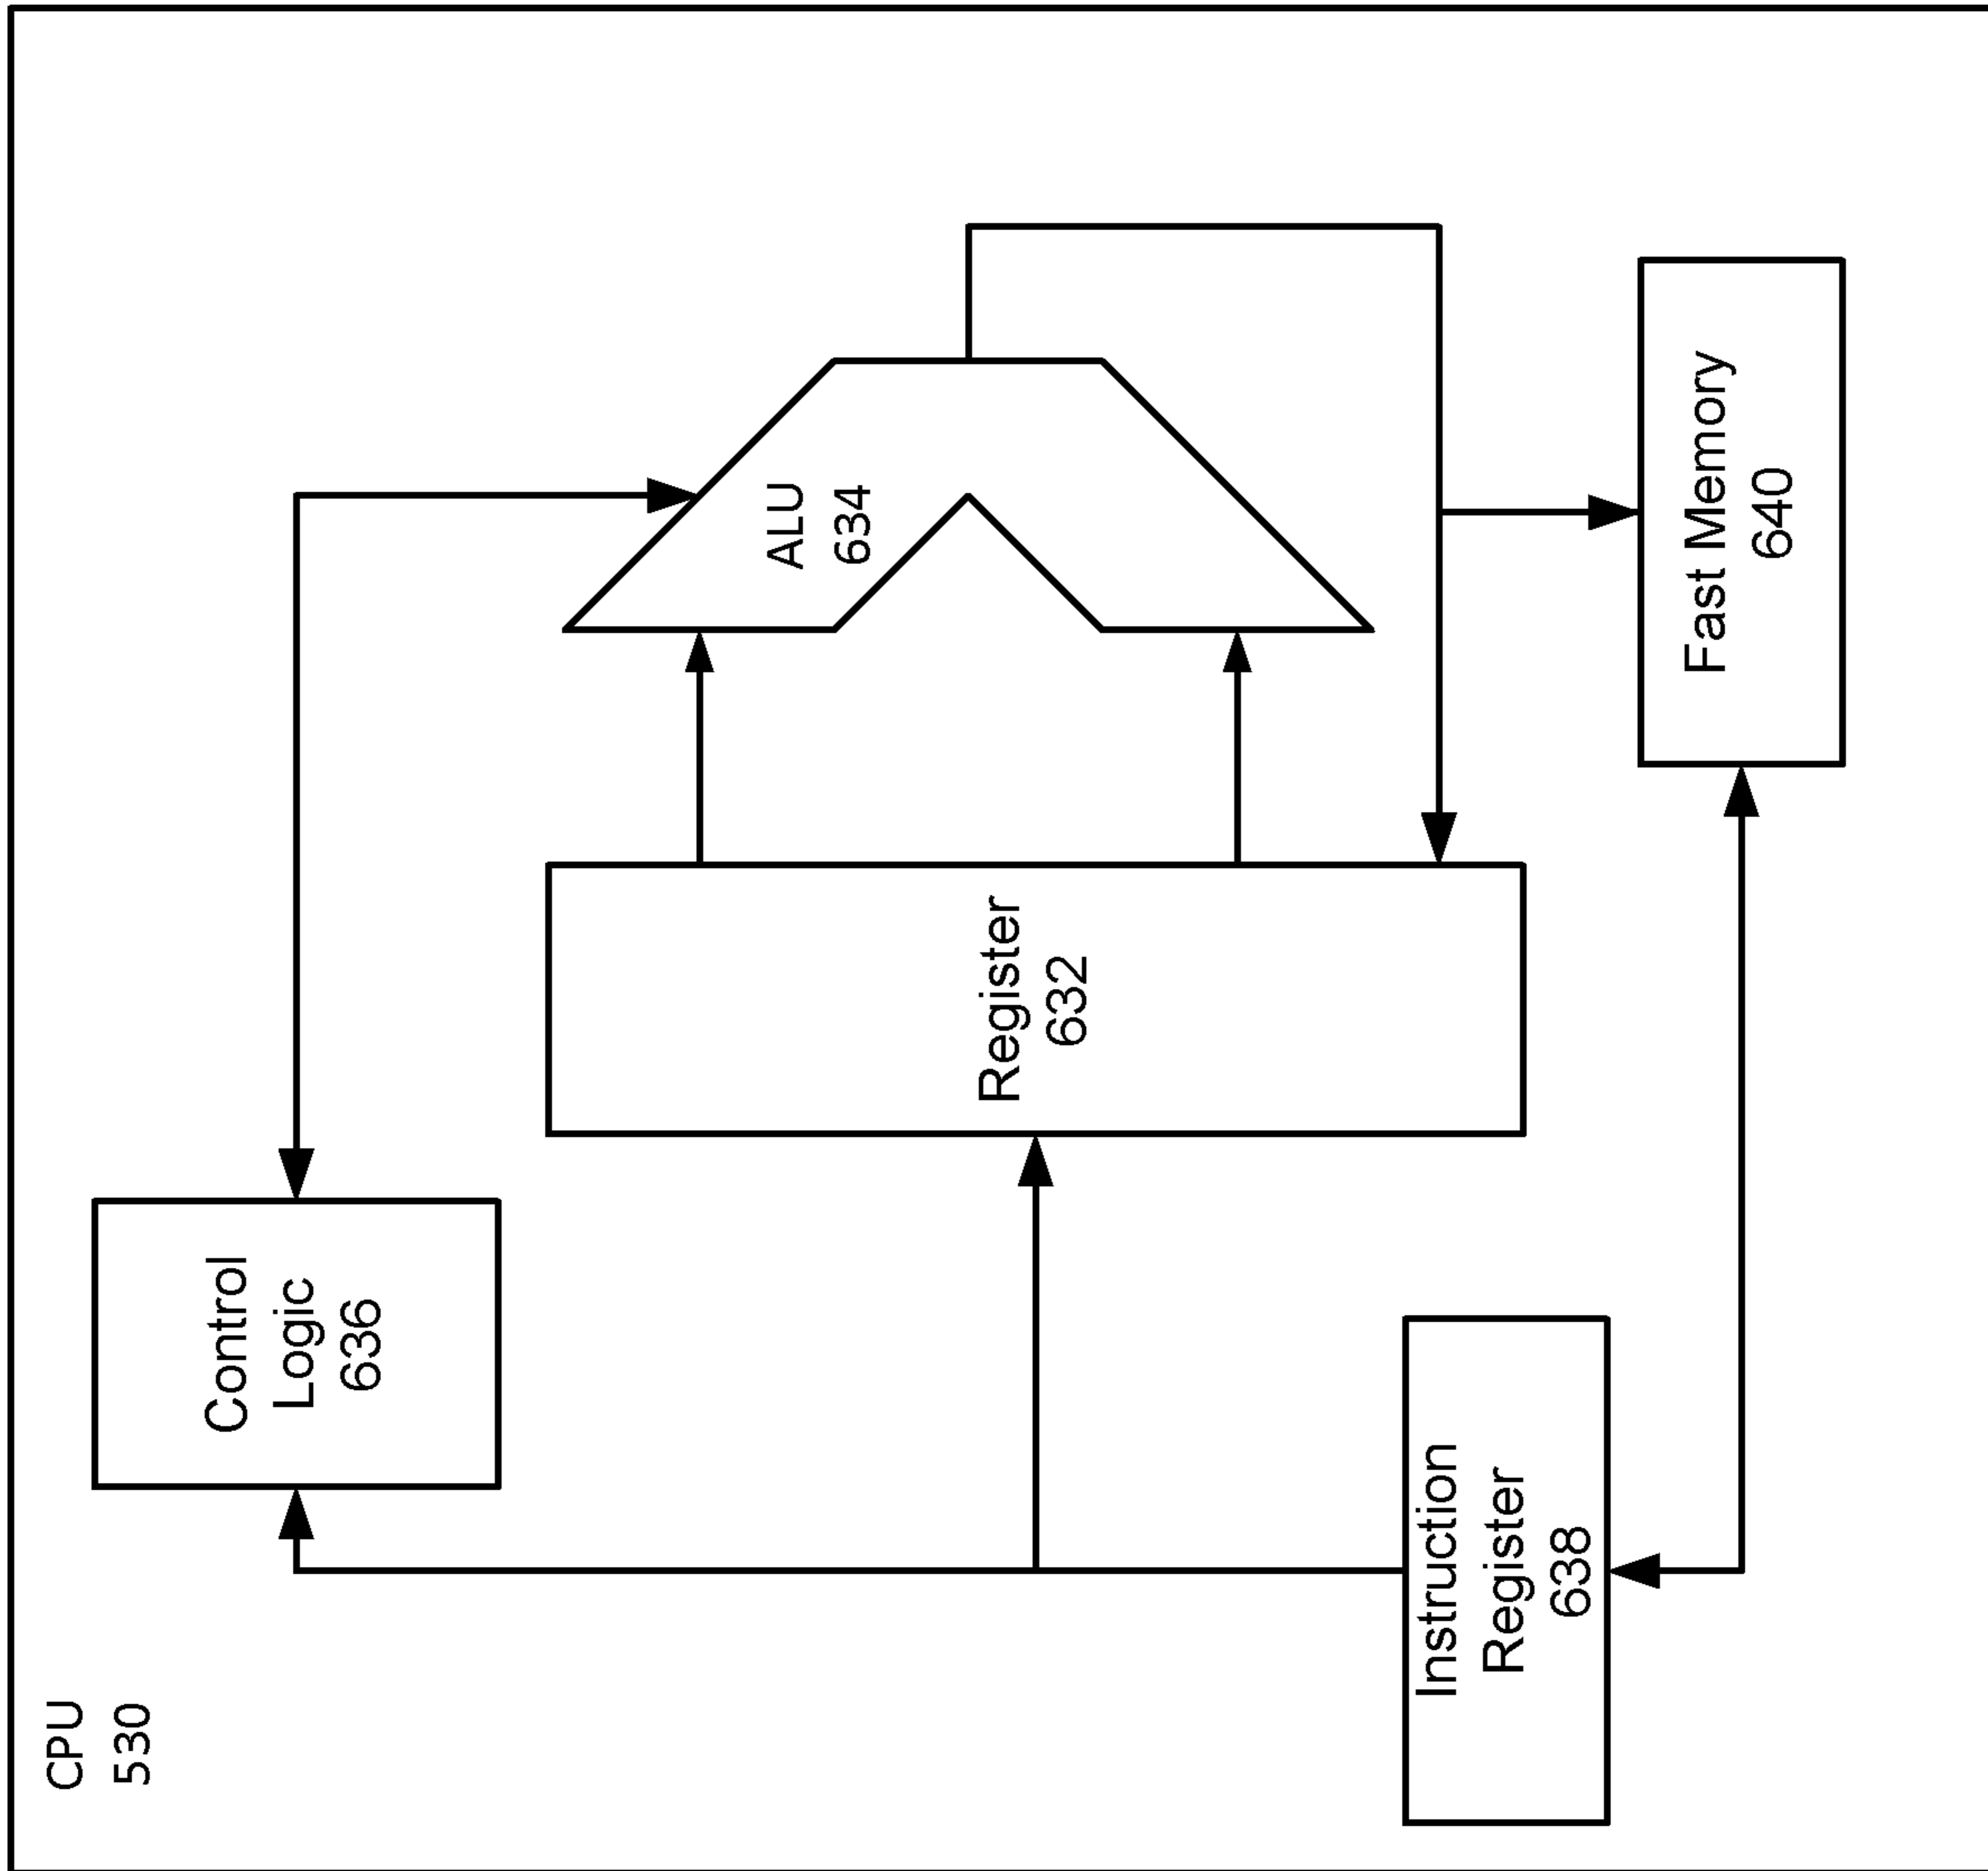 CPU
530
Control
Logic
636
ALU
634
Register
632
Instruction
Register
638
Fast Memory
640